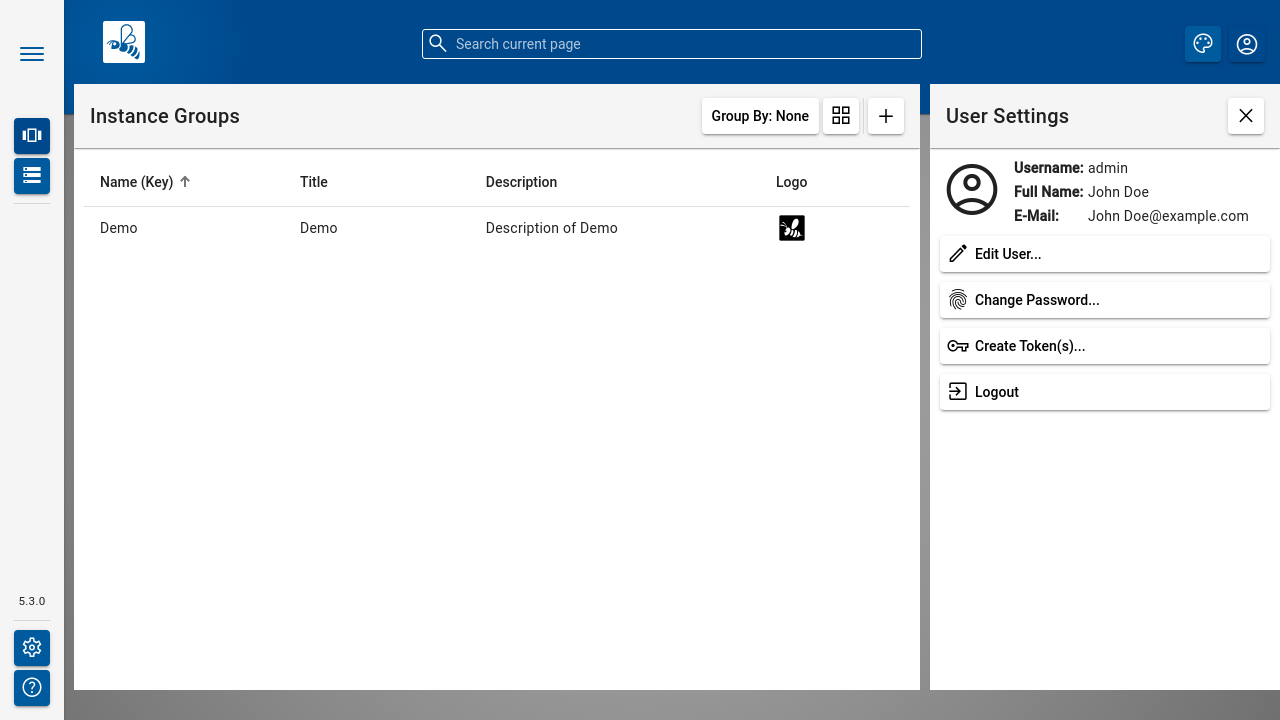 Search current page
Instance Groups
Group By: None
User Settings
Name (Key)
Title
Description
Logo
Demo
Demo
Description of Demo
Username: admin
Full Name: John Doe
E-Mail: John Doe@example.com
Edit User...
Change Password...
Create Token(s)...
Logout
5.3.0